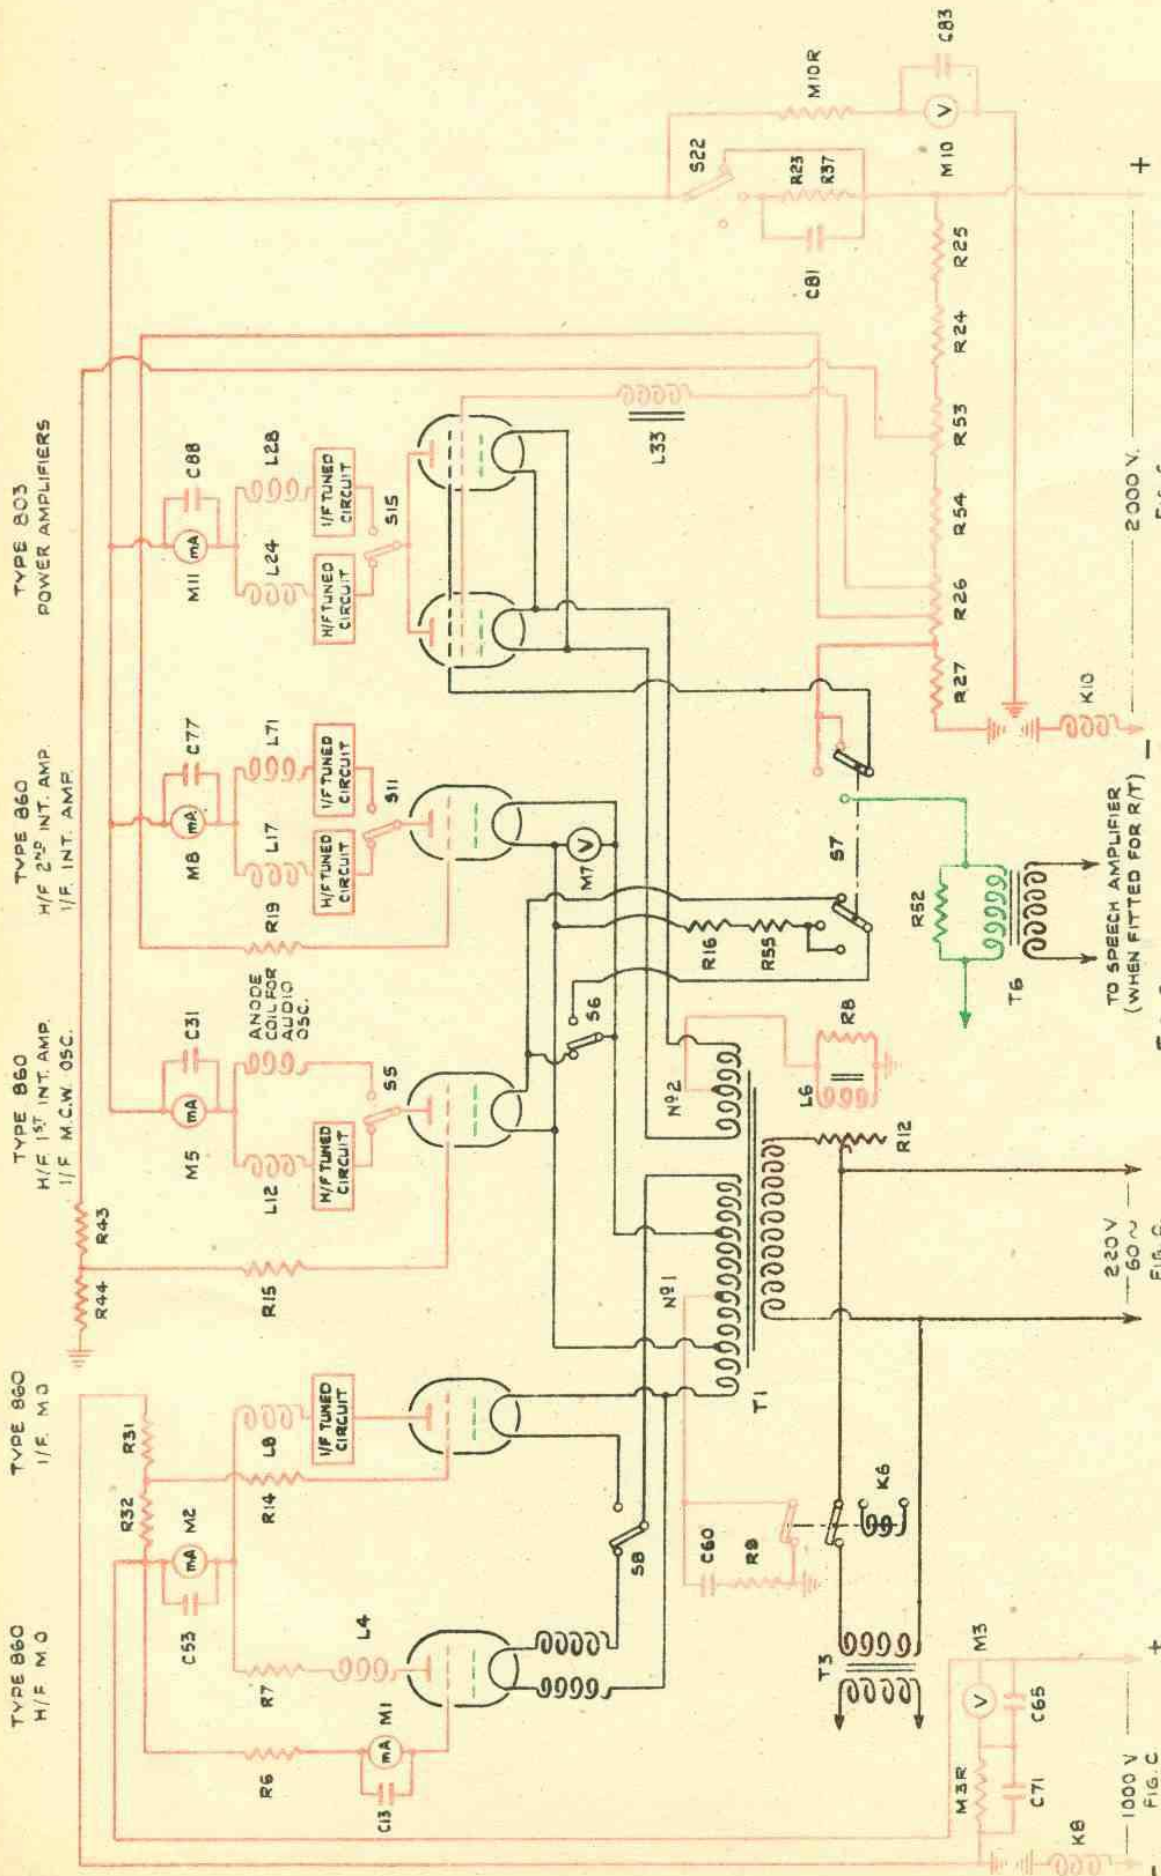 TYPE 860
H/F M O
TYPE 860
I/F. M O
TYPE 860
H/F 1ST INT. AMP.
I/F M.C.W. OSC.
TYPE 860
H/F 2ND INT. AMP
I/F. INT. AMP.
TYPE 803
POWER AMPLIFIERS
R44
R43
R32
R31
C53
M2
mA
R7
L4
R6
M1
mA
C13
R14
L8
I/F TUNED
CIRCUIT
R15
M5
mA
C31
L12
ANODE
COIL FOR
AUDIO
OSC.
H/F TUNED
CIRCUIT
S5
M8
mA
C77
R19
L17
L71
H/F TUNED
CIRCUIT
I/F TUNED
CIRCUIT
S11
M11
mA
C88
L24
L28
H/F TUNED
CIRCUIT
I/F TUNED
CIRCUIT
S15
S8
S6
M7
V
L33
S22
R23
R37
C81
M10R
M10
V
C83
C60
R9
K6
T3
Nº1
Nº2
T1
R16
R55
L6
R8
R12
S7
R52
T6
R27
R26
R54
R53
R24
R25
K10
M3
V
M3R
C71
C65
K8
TO SPEECH AMPLIFIER
(WHEN FITTED FOR R/T)
- 1000 V +
FIG. C
220 V
60 ~
- 2000 V. +